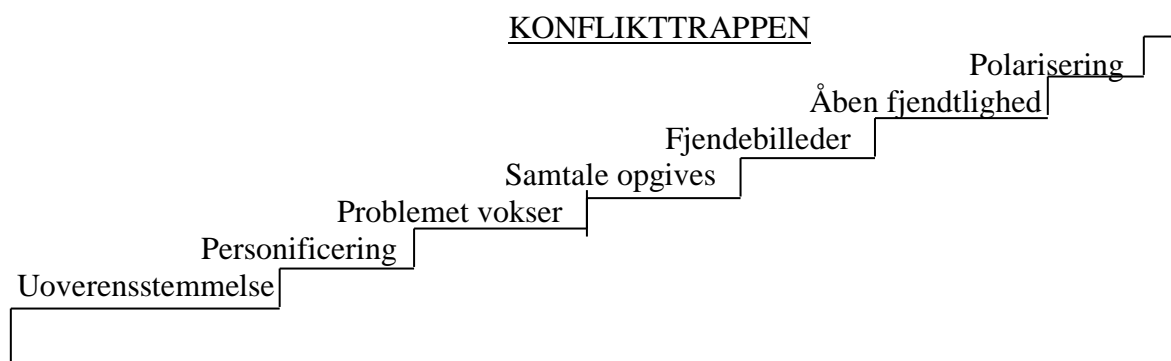 KONFLIKTTRAPPEN
Polarisering
Åben fjendtlighed
Fjendebilleder
Samtale opgives
Problemet vokser
Personificering
Uoverensstemmelse